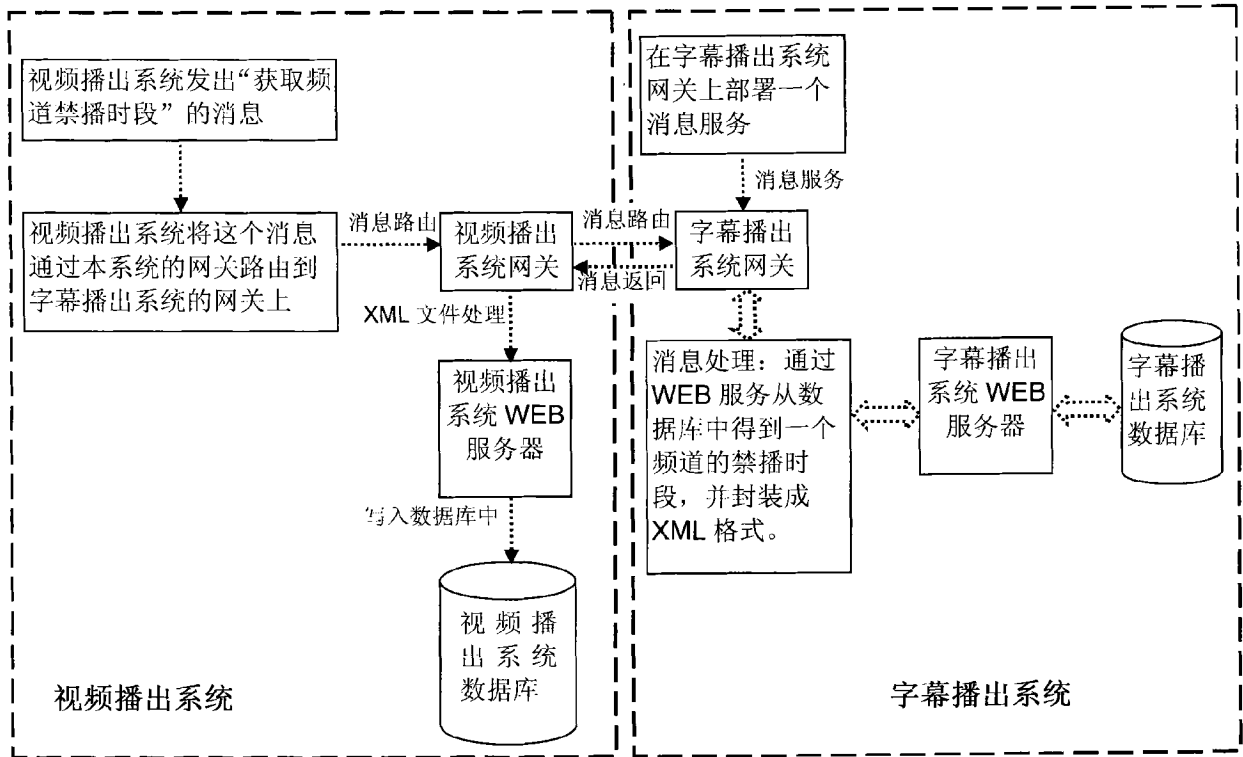 视频播出系统发出“获取频
道禁播时段”的消息
视频播出系统将这个消息
通过本系统的网关路由到
字幕播出系统的网关上
消息路由
视频播出
系统网关
消息路由
消息返回
XML 文件处理
视频播出
系统 WEB
服务器
写入数据库中
视频播
出系统
数据库
视频播出系统
在字幕播出系统
网关上部署一个
消息服务
消息服务
字幕播出
系统网关
消息处理：通过
WEB 服务从数
据库中得到一个
频道的禁播时
段，并封装成
XML 格式。
字幕播出
系统 WEB
服务器
字幕播
出系统
数据库
字幕播出系统